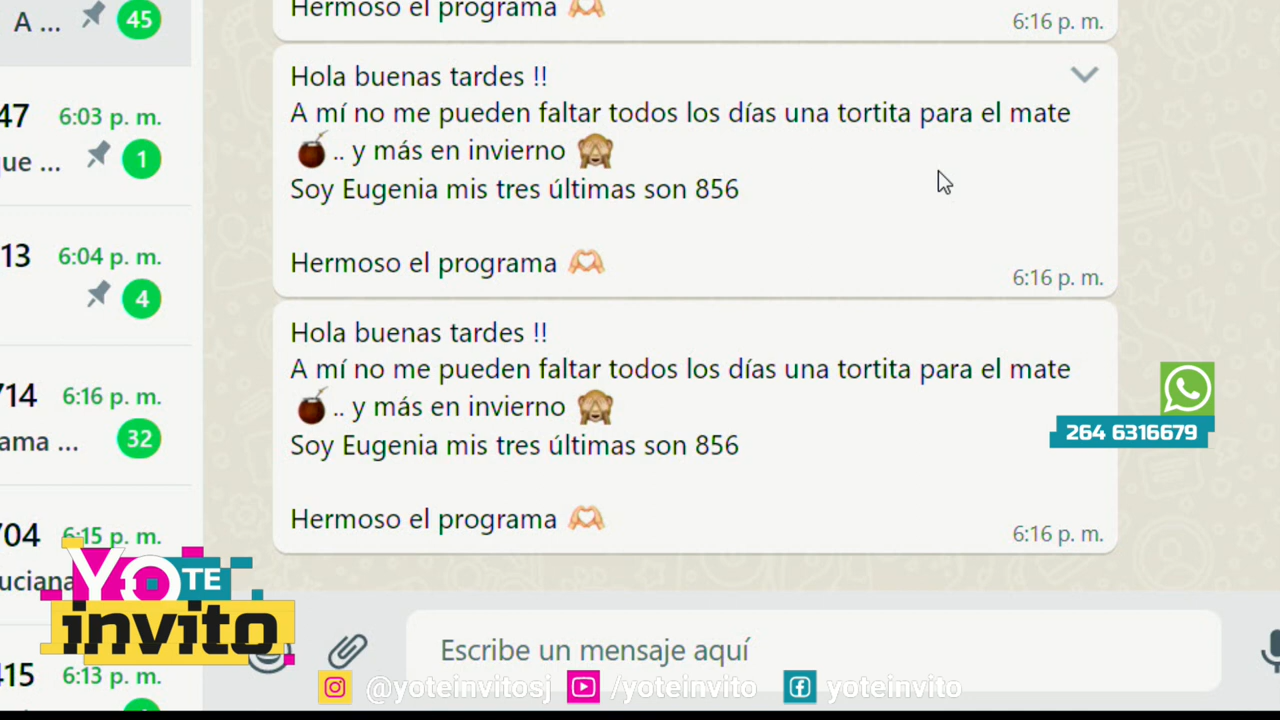 A ...
45
Hermoso el programa 🫶🏻
6:16 p. m.
47
6:03 p. m.
que ...
1
13
6:04 p. m.
4
714
6:16 p. m.
ama ...
32
704
6:15 p. m.
uciana
415
6:13 p. m.
Hola buenas tardes !!
A mí no me pueden faltar todos los días una tortita para el mate
🧉.. y más en invierno 🙈
Soy Eugenia mis tres últimas son 856
Hermoso el programa 🫶🏻
6:16 p. m.
Hola buenas tardes !!
A mí no me pueden faltar todos los días una tortita para el mate
🧉.. y más en invierno 🙈
Soy Eugenia mis tres últimas son 856
Hermoso el programa 🫶🏻
6:16 p. m.
264 6316679
YO TE
invito
Escribe un mensaje aquí
@yoteinvitosj /yoteinvito yoteinvito